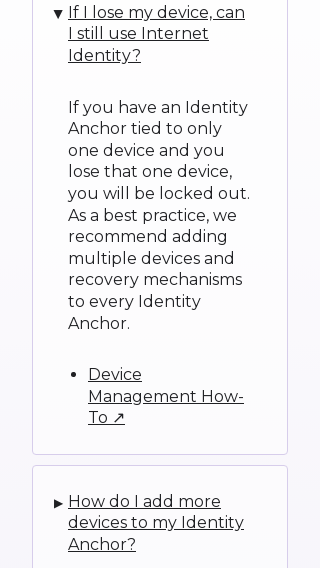 ▼ If I lose my device, can
I still use Internet
Identity?
If you have an Identity
Anchor tied to only
one device and you
lose that one device,
you will be locked out.
As a best practice, we
recommend adding
multiple devices and
recovery mechanisms
to every Identity
Anchor.
• Device
Management How-
To ↗
▶ How do I add more
devices to my Identity
Anchor?